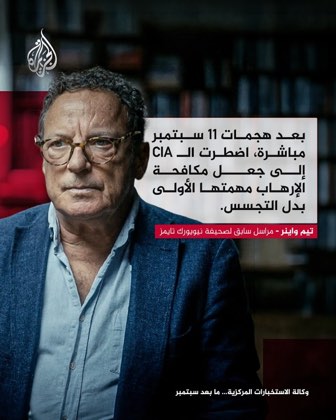 بعد هجمات 11 سبتمبر
مباشرة، اضطرت الـ CIA
إلى جعل مكافحة
الإرهاب مهمتها الأولى
بدل التجسس.
تيم واينر - مراسل سابق لصحيفة نيويورك تايمز
وكالة الاستخبارات المركزية... ما بعد سبتمبر